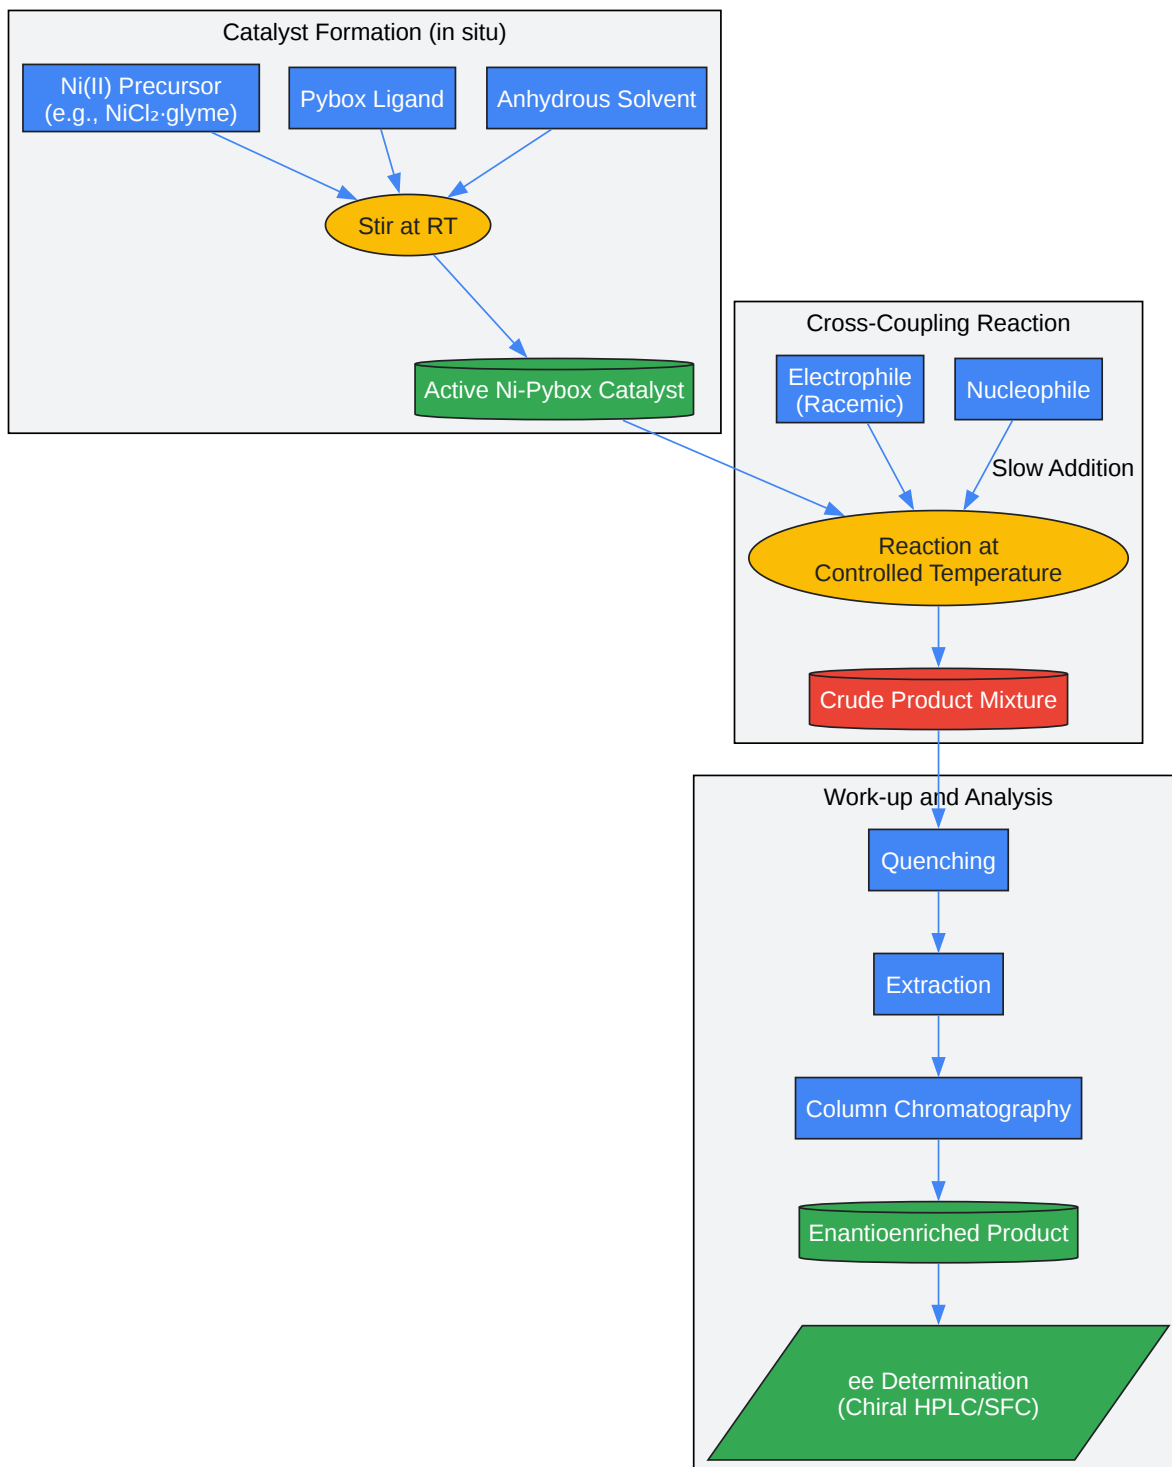 Catalyst Formation (in situ)
Ni(II) Precursor
(e.g., NiCl₂·glyme)
Pybox Ligand
Anhydrous Solvent
Stir at RT
Active Ni-Pybox Catalyst
Cross-Coupling Reaction
Electrophile
(Racemic)
Nucleophile
Slow Addition
Reaction at
Controlled Temperature
Crude Product Mixture
Work-up and Analysis
Quenching
Extraction
Column Chromatography
Enantioenriched Product
ee Determination
(Chiral HPLC/SFC)